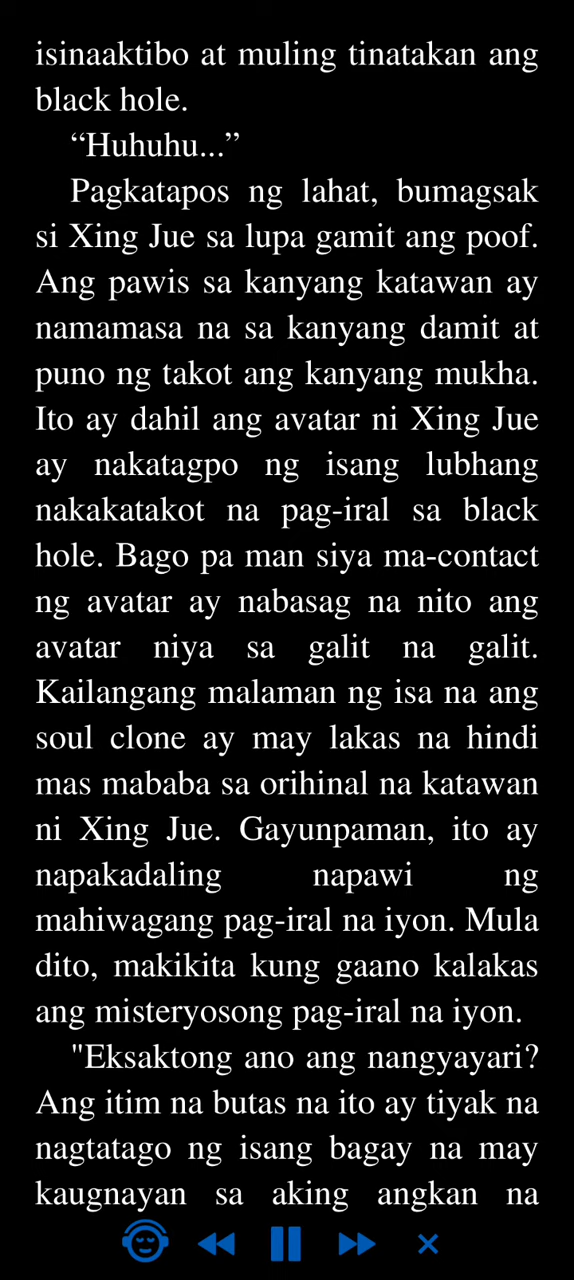 isinaaktibo at muling tinatakan ang
black hole.
“Huhuhu...”
Pagkatapos ng lahat, bumagsak
si Xing Jue sa lupa gamit ang poof.
Ang pawis sa kanyang katawan ay
namamasa na sa kanyang damit at
puno ng takot ang kanyang mukha.
Ito ay dahil ang avatar ni Xing Jue
ay nakatagpo ng isang lubhang
nakakatakot na pag-iral sa black
hole. Bago pa man siya ma-contact
ng avatar ay nabasag na nito ang
avatar niya sa galit na galit.
Kailangang malaman ng isa na ang
soul clone ay may lakas na hindi
mas mababa sa orihinal na katawan
ni Xing Jue. Gayunpaman, ito ay
napakadaling napawi ng
mahiwagang pag-iral na iyon. Mula
dito, makikita kung gaano kalakas
ang misteryosong pag-iral na iyon.
"Eksaktong ano ang nangyayari?
Ang itim na butas na ito ay tiyak na
nagtatago ng isang bagay na may
kaugnayan sa aking angkan na